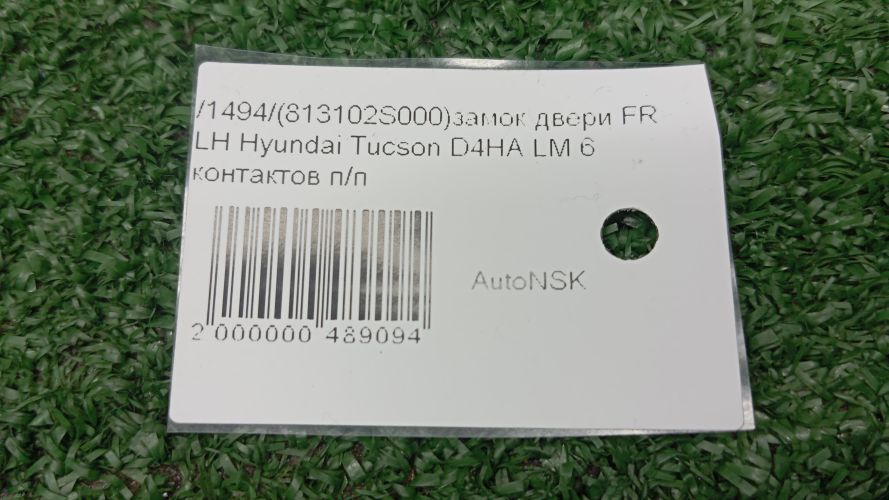 /1494/(813102S000)замок двери FR
LH Hyundai Tucson D4HA LM 6
контактов п/п
AutoNSK
2 000000 489094